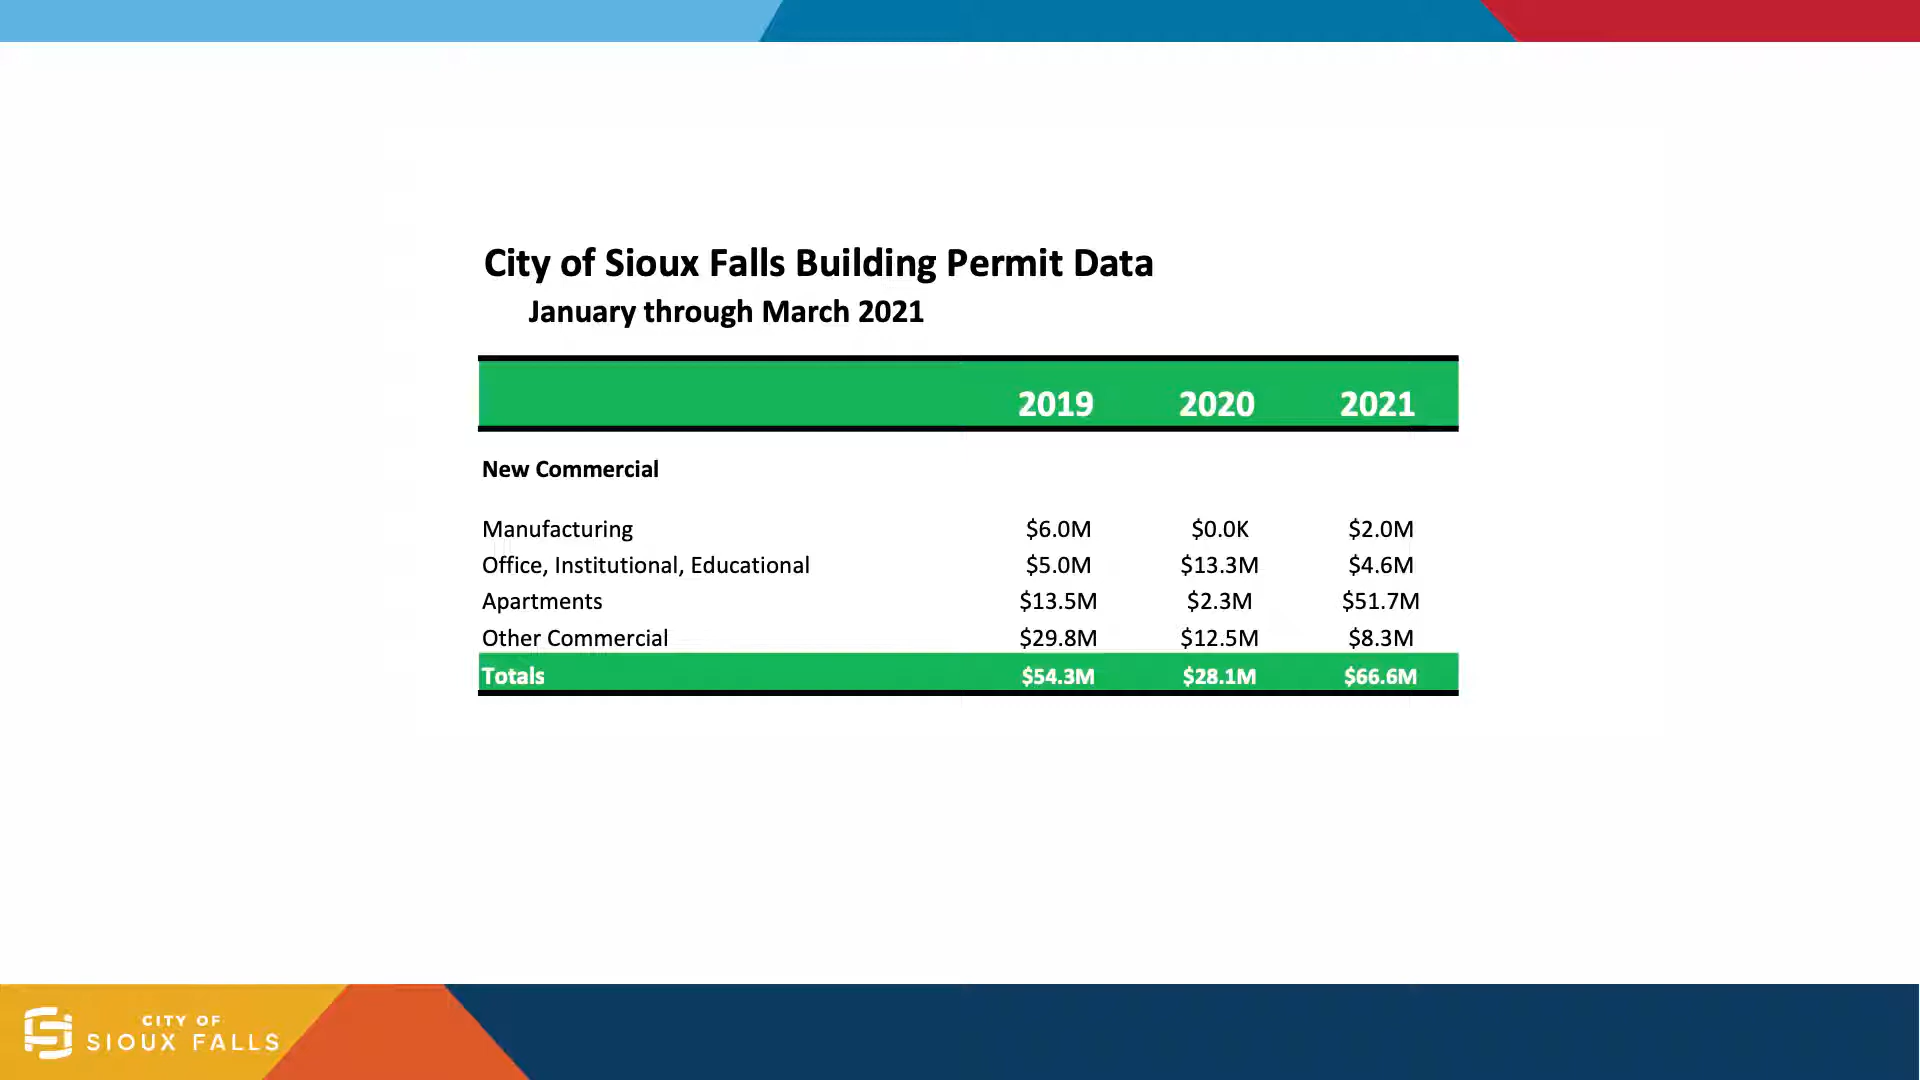 City of Sioux Falls Building Permit Data
January through March 2021
2019 2020 2021
New Commercial
Manufacturing $6.0M $0.0K $2.0M
Office, Institutional, Educational $5.0M $13.3M $4.6M
Apartments $13.5M $2.3M $51.7M
Other Commercial $29.8M $12.5M $8.3M
Totals $54.3M $28.1M $66.6M
CITY OF
SIOUX FALLS